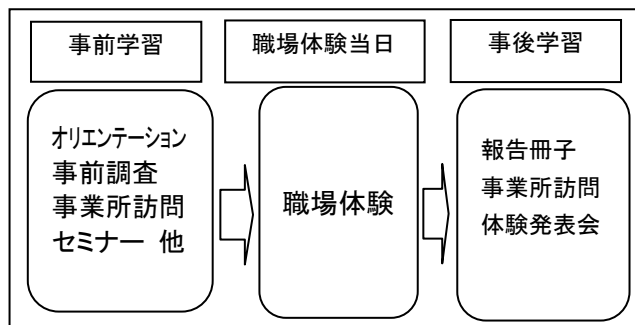 事前学習
職場体験当日
事後学習
オリエンテーション
事前調査
事業所訪問
セミナー 他
職場体験
報告冊子
事業所訪問
体験発表会